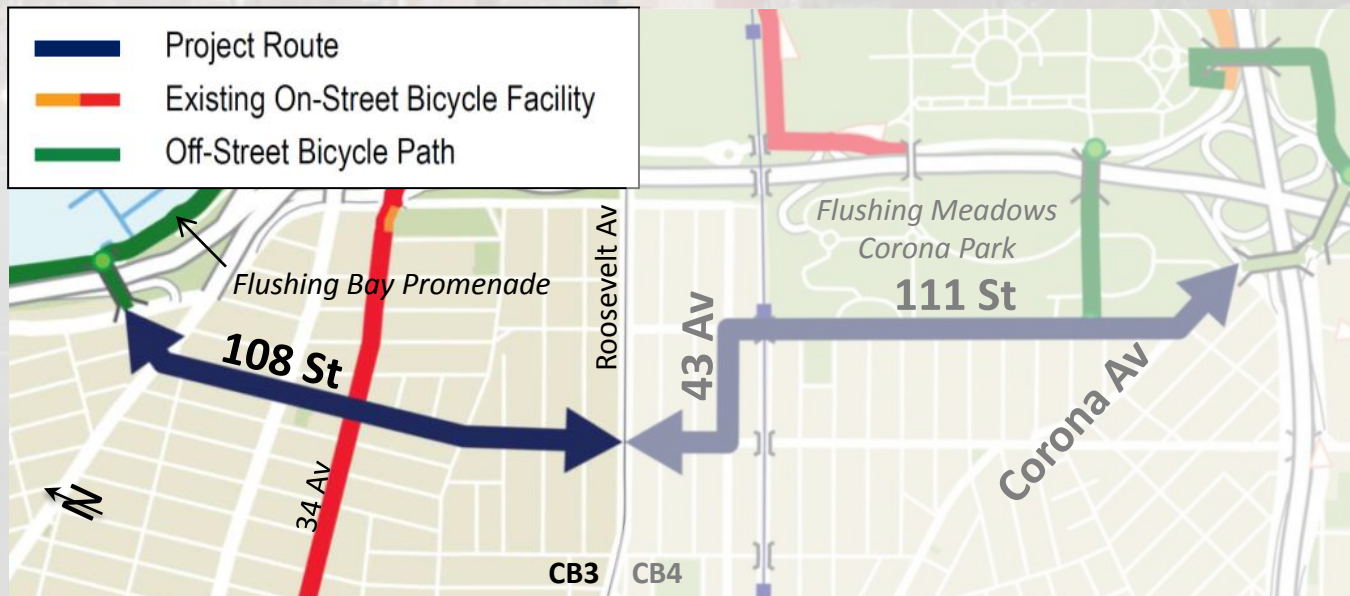 Project Route
Existing On-Street Bicycle Facility
Off-Street Bicycle Path
Flushing Bay Promenade
108 St
34 Av
N
Roosevelt Av
43 Av
Flushing Meadows
Corona Park
111 St
Corona Av
CB3
CB4